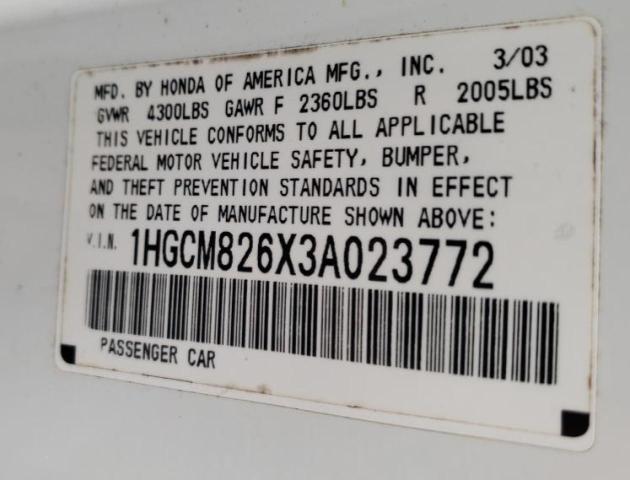 MFD. BY HONDA OF AMERICA MFG., INC. 3/03
GVWR 4300LBS GAWR F 2360LBS R 2005LBS
THIS VEHICLE CONFORMS TO ALL APPLICABLE
FEDERAL MOTOR VEHICLE SAFETY, BUMPER,
AND THEFT PREVENTION STANDARDS IN EFFECT
ON THE DATE OF MANUFACTURE SHOWN ABOVE:
V.I.N. 1HGCM826X3A023772
PASSENGER CAR